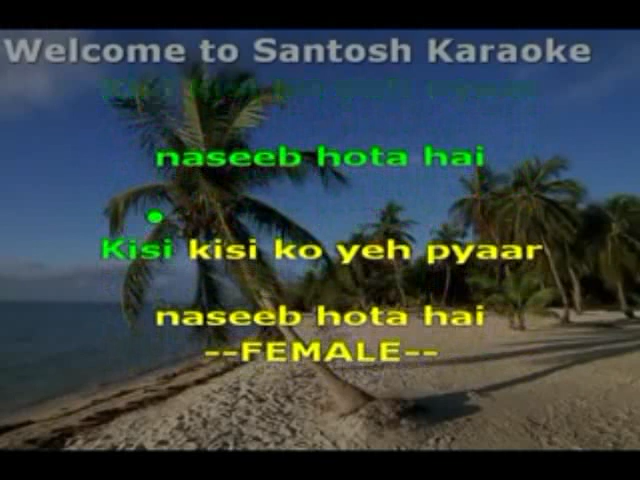 Welcome to Santosh Karaoke
naseeb hota hai
Kisi kisi ko yeh pyaar
naseeb hota hai
--FEMALE--